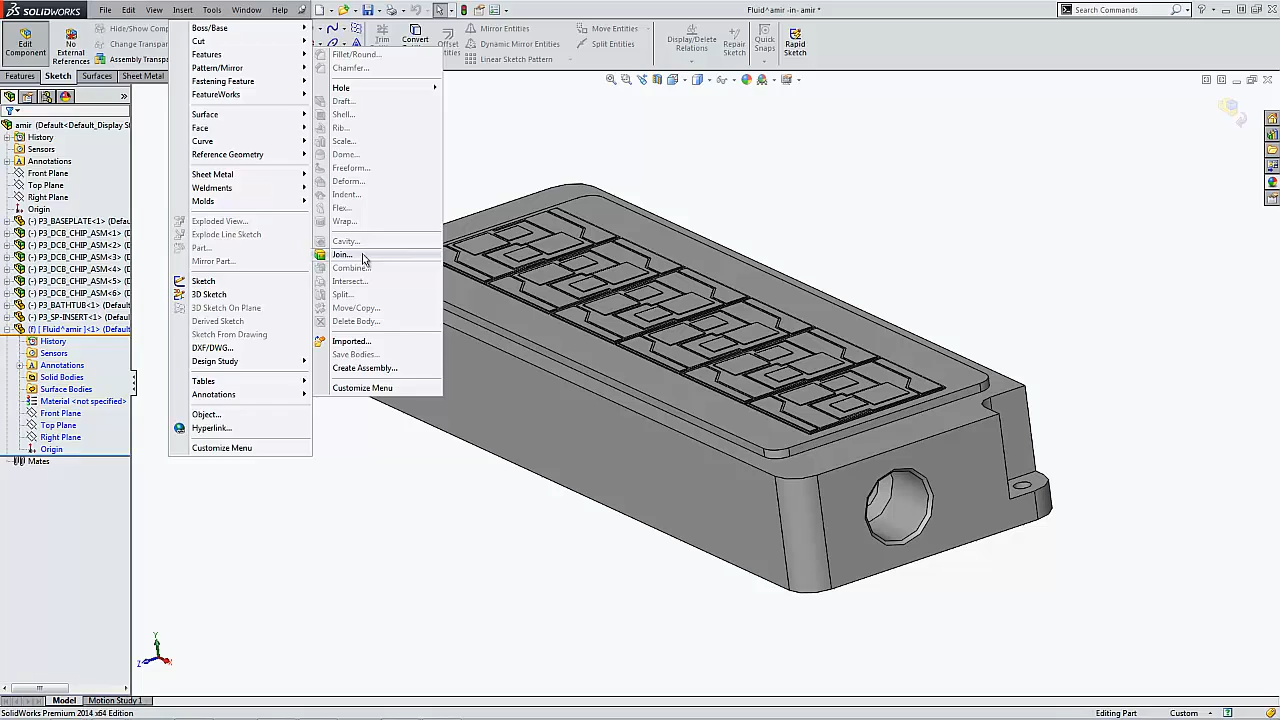 SOLIDWORKS
File
Edit
View
Insert
Tools
Window
Help
Fluid^amir -in- amir *
Search Commands
Edit Component
No External References
Hide/Show Comp
Change Transpar
Assembly Transpa
Trim
Convert
Offset
Mirror Entities
Dynamic Mirror Entities
Linear Sketch Pattern
Move Entities
Split Entities
Display/Delete Relations
Repair Sketch
Quick Snaps
Rapid Sketch
Features
Sketch
Surfaces
Sheet Metal
amir (Default<Default_Display St
History
Sensors
Annotations
Front Plane
Top Plane
Right Plane
Origin
(-) P3_BASEPLATE<1> (Defau
(-) P3_DCB_CHIP_ASM<1> (D
(-) P3_DCB_CHIP_ASM<2> (D
(-) P3_DCB_CHIP_ASM<3> (D
(-) P3_DCB_CHIP_ASM<4> (D
(-) P3_DCB_CHIP_ASM<5> (D
(-) P3_DCB_CHIP_ASM<6> (D
(-) P3_BATHTUB<1> (Default
(-) P3_SP-INSERT<1> (Defau
(f) [ Fluid^amir ]<1> (Default
History
Sensors
Annotations
Solid Bodies
Surface Bodies
Material <not specified>
Front Plane
Top Plane
Right Plane
Origin
Mates
Boss/Base
Cut
Features
Pattern/Mirror
Fastening Feature
FeatureWorks
Surface
Face
Curve
Reference Geometry
Sheet Metal
Weldments
Molds
Exploded View...
Explode Line Sketch
Part...
Mirror Part...
Sketch
3D Sketch
3D Sketch On Plane
Derived Sketch
Sketch From Drawing
DXF/DWG...
Design Study
Tables
Annotations
Object...
Hyperlink...
Customize Menu
Fillet/Round...
Chamfer...
Hole
Draft...
Shell...
Rib...
Scale...
Dome...
Freeform...
Deform...
Indent...
Flex...
Wrap...
Cavity...
Join...
Combine...
Intersect...
Split...
Move/Copy...
Delete Body...
Imported...
Save Bodies...
Create Assembly...
Customize Menu
Y
Z
X
Model
Motion Study 1
SolidWorks Premium 2014 x64 Edition
Editing Part
Custom